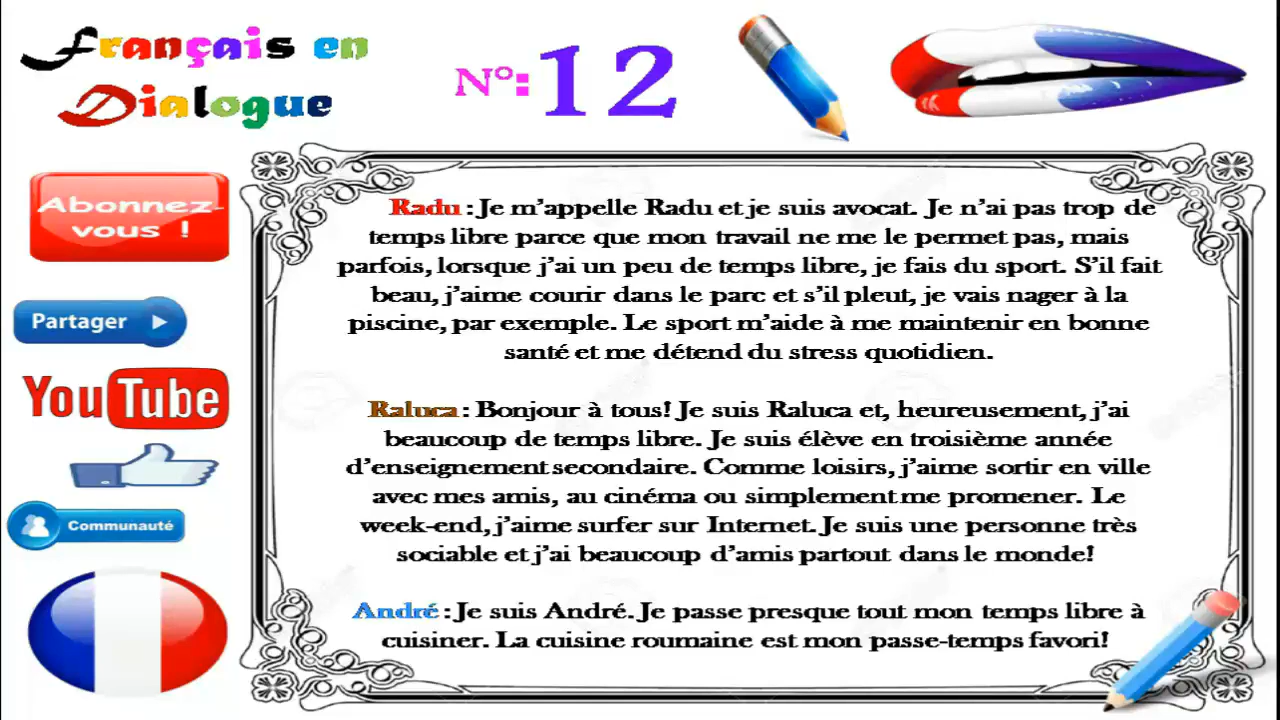 Français en
Dialogue
N°:12
Abonnez-
vous !
Partager
YouTube
Communauté
Radu : Je m'appelle Radu et je suis avocat. Je n'ai pas trop de
temps libre parce que mon travail ne me le permet pas, mais
parfois, lorsque j'ai un peu de temps libre, je fais du sport. S'il fait
beau, j'aime courir dans le parc et s'il pleut, je vais nager à la
piscine, par exemple. Le sport m'aide à me maintenir en bonne
santé et me détend du stress quotidien.
Raluca : Bonjour à tous! Je suis Raluca et, heureusement, j'ai
beaucoup de temps libre. Je suis élève en troisième année
d'enseignement secondaire. Comme loisirs, j'aime sortir en ville
avec mes amis, au cinéma ou simplement me promener. Le
week-end, j'aime surfer sur Internet. Je suis une personne très
sociable et j'ai beaucoup d'amis partout dans le monde!
André : Je suis André. Je passe presque tout mon temps libre à
cuisiner. La cuisine roumaine est mon passe-temps favori!